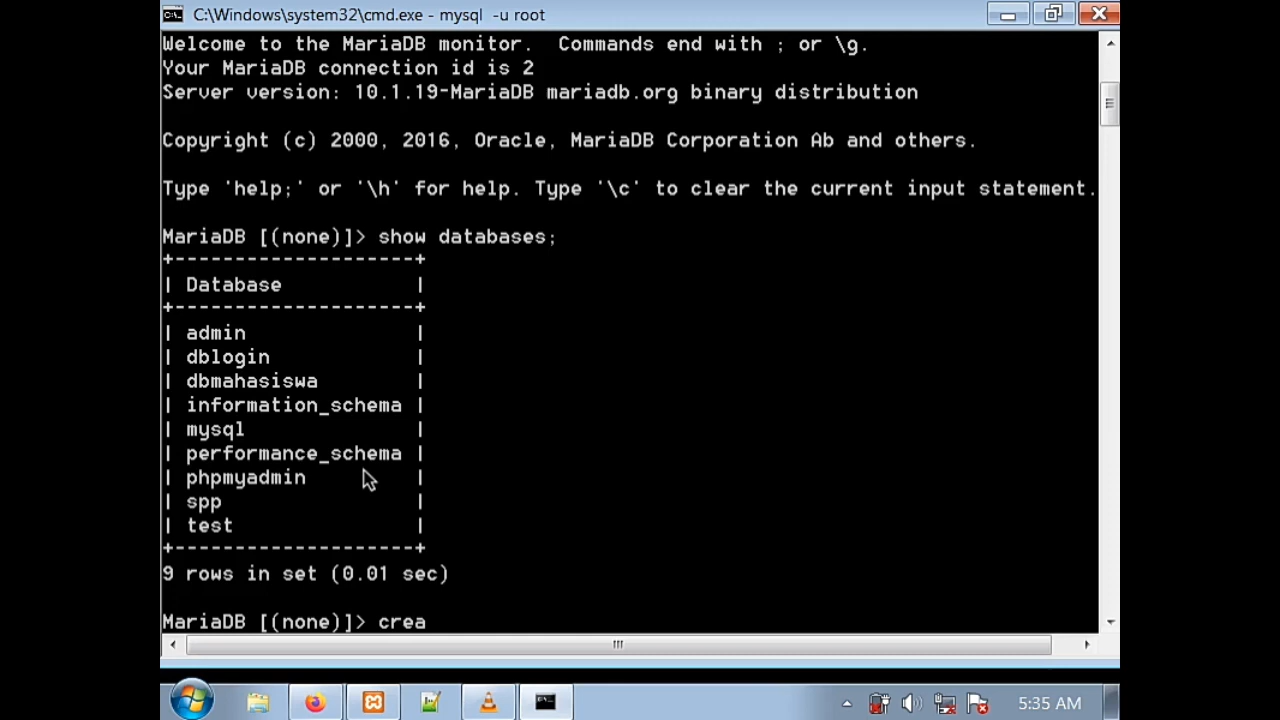 C:\Windows\system32\cmd.exe - mysql -u root
Welcome to the MariaDB monitor.  Commands end with ; or \g.
Your MariaDB connection id is 2
Server version: 10.1.19-MariaDB mariadb.org binary distribution
Copyright (c) 2000, 2016, Oracle, MariaDB Corporation Ab and others.
Type 'help;' or '\h' for help. Type '\c' to clear the current input statement.
MariaDB [(none)]> show databases;
+--------------------+
| Database           |
+--------------------+
| admin              |
| dblogin            |
| dbmahasiswa        |
| information_schema |
| mysql              |
| performance_schema |
| phpmyadmin         |
| spp                |
| test               |
+--------------------+
9 rows in set (0.01 sec)
MariaDB [(none)]> crea
5:35 AM